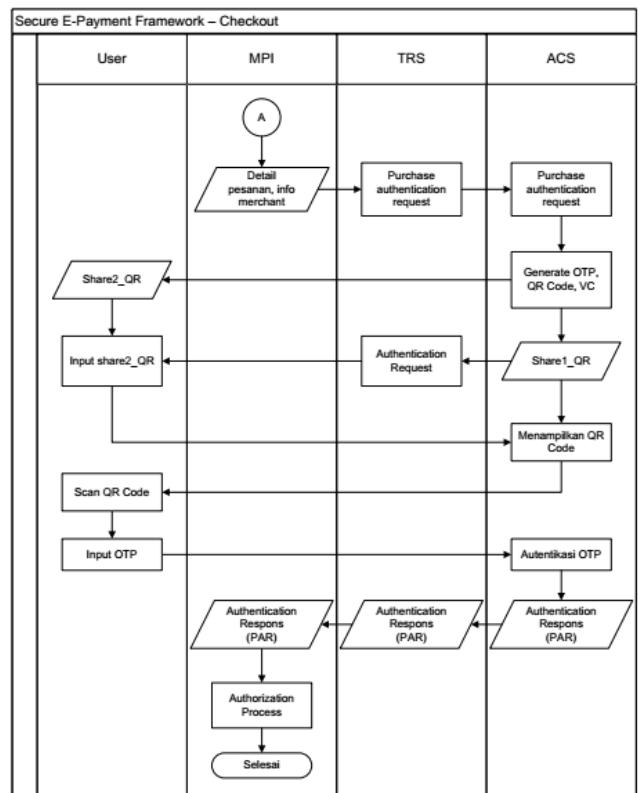 Secure E-Payment Framework – Checkout
User
MPI
TRS
ACS
A
Detail
pesanan, info
merchant
Purchase
authentication
request
Purchase
authentication
request
Share2_QR
Generate OTP,
QR Code, VC
Input share2_QR
Authentication
Request
Share1_QR
Menampilkan QR
Code
Scan QR Code
Input OTP
Autentikasi OTP
Authentication
Respons
(PAR)
Authentication
Respons
(PAR)
Authentication
Respons
(PAR)
Authorization
Process
Selesai